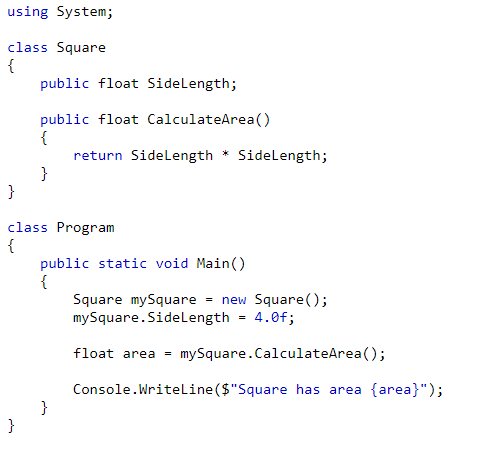 using System;

class Square
{
    public float SideLength;

    public float CalculateArea()
    {
        return SideLength * SideLength;
    }
}

class Program
{
    public static void Main()
    {
        Square mySquare = new Square();
        mySquare.SideLength = 4.0f;

        float area = mySquare.CalculateArea();

        Console.WriteLine($"Square has area {area}");
    }
}